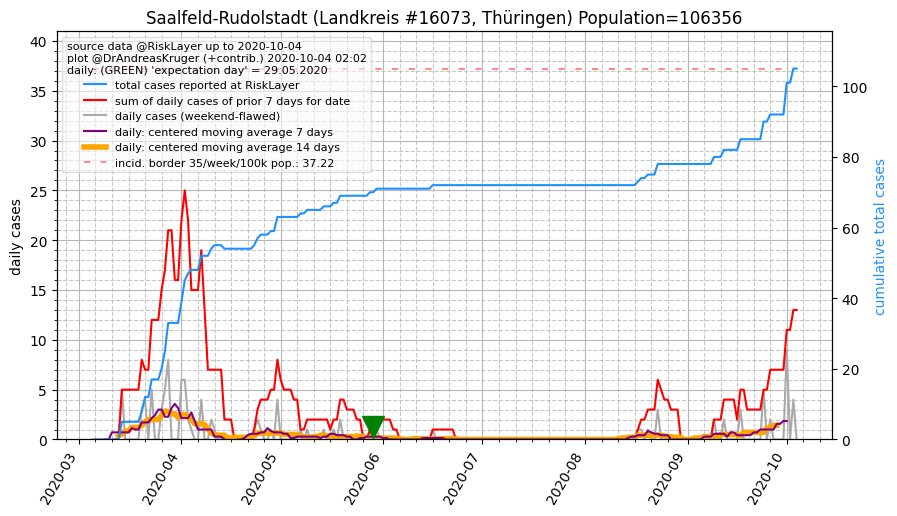 Saalfeld-Rudolstadt (Landkreis #16073, Thüringen) Population=106356
source data @RiskLayer up to 2020-10-04
plot @DrAndreasKruger (+contrib.) 2020-10-04 02:02
daily: (GREEN) 'expectation day' = 29.05.2020
total cases reported at RiskLayer
sum of daily cases of prior 7 days for date
daily cases (weekend-flawed)
daily: centered moving average 7 days
daily: centered moving average 14 days
incid. border 35/week/100k pop.: 37.22
daily cases
40
35
30
25
20
15
10
5
0
cumulative total cases
100
80
60
40
20
0
2020-03
2020-04
2020-05
2020-06
2020-07
2020-08
2020-09
2020-10